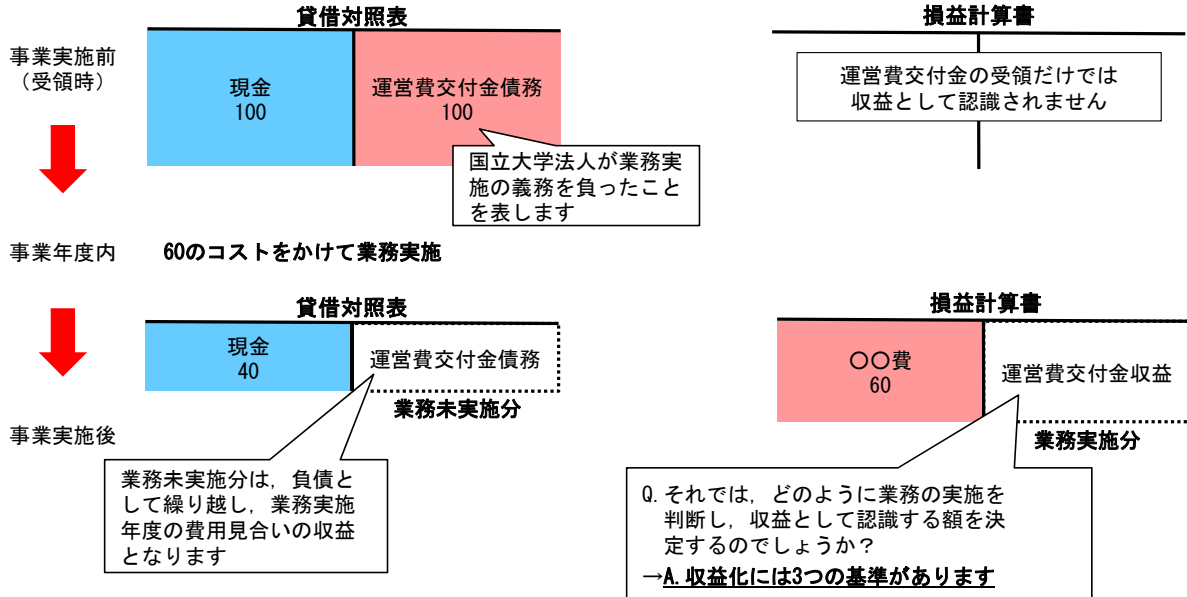 貸借対照表
損益計算書
事業実施前
（受領時）
現金
100
運営費交付金債務
100
運営費交付金の受領だけでは
収益として認識されません
国立大学法人が業務実
施の義務を負ったこと
を表します
事業年度内
60のコストをかけて業務実施
貸借対照表
損益計算書
現金
40
運営費交付金債務
業務未実施分
〇〇費
60
運営費交付金収益
業務実施分
事業実施後
業務未実施分は，負債と
して繰り越し，業務実施
年度の費用見合いの収益
となります
Q. それでは，どのように業務の実施を
判断し，収益として認識する額を決
定するのでしょうか？
→A. 収益化には3つの基準があります